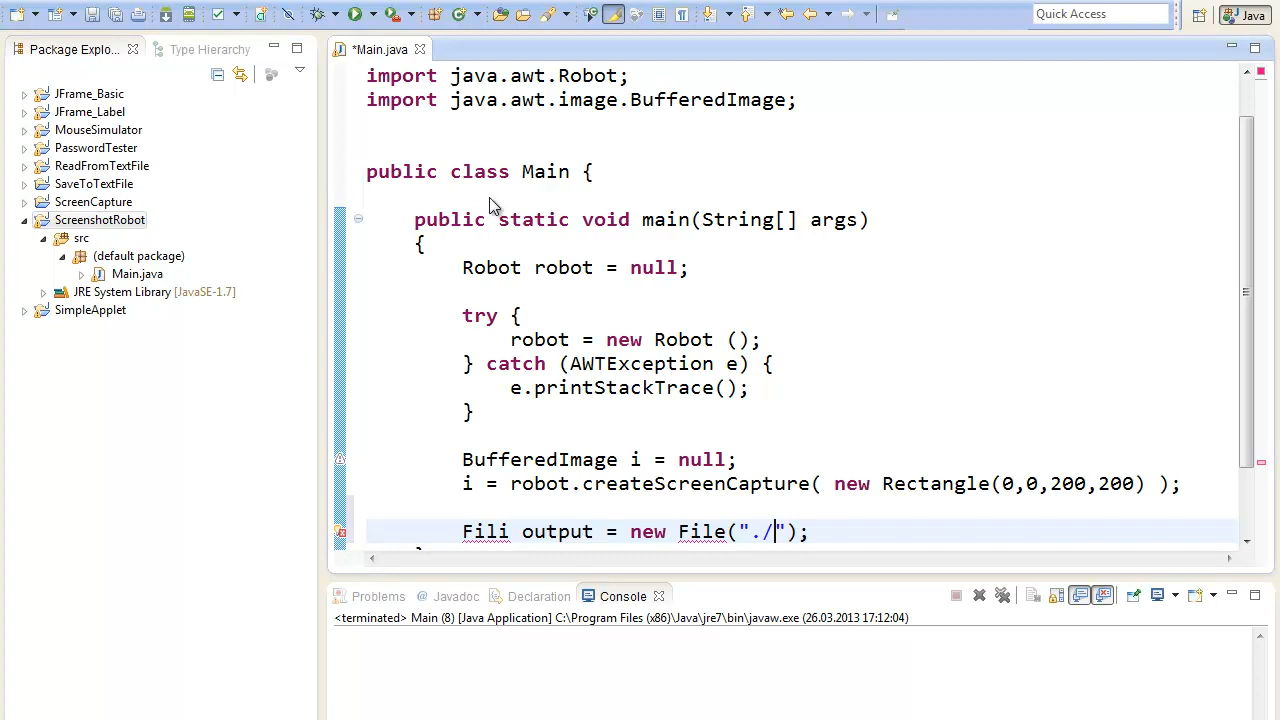 Quick Access
Java
Package Explo...
Type Hierarchy
JFrame_Basic
JFrame_Label
MouseSimulator
PasswordTester
ReadFromTextFile
SaveToTextFile
ScreenCapture
ScreenshotRobot
src
(default package)
Main.java
JRE System Library [JavaSE-1.7]
SimpleApplet
*Main.java
import java.awt.Robot;
import java.awt.image.BufferedImage;
public class Main {
public static void main(String[] args)
{
Robot robot = null;
try {
robot = new Robot ();
} catch (AWTException e) {
e.printStackTrace();
}
BufferedImage i = null;
i = robot.createScreenCapture( new Rectangle(0,0,200,200) );
Fili output = new File("./");
Problems
@ Javadoc
Declaration
Console
<terminated> Main (8) [Java Application] C:\Program Files (x86)\Java\jre7\bin\javaw.exe (26.03.2013 17:12:04)